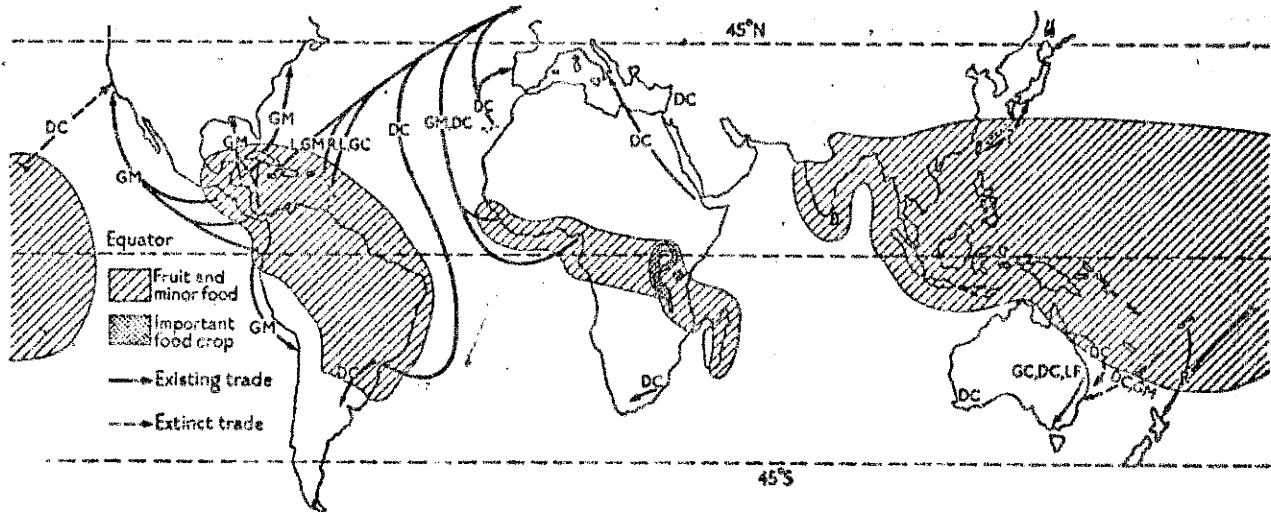 45°N
DC
DC
GM
GM
DC
GM,DC
DC
DC
GM
GM
Equator
Fruit and
minor food
Important
food crop
GM
Existing trade
Extinct trade
DC
DC
DC
GC,DC,LF
DC
DC,GM
R
45°S